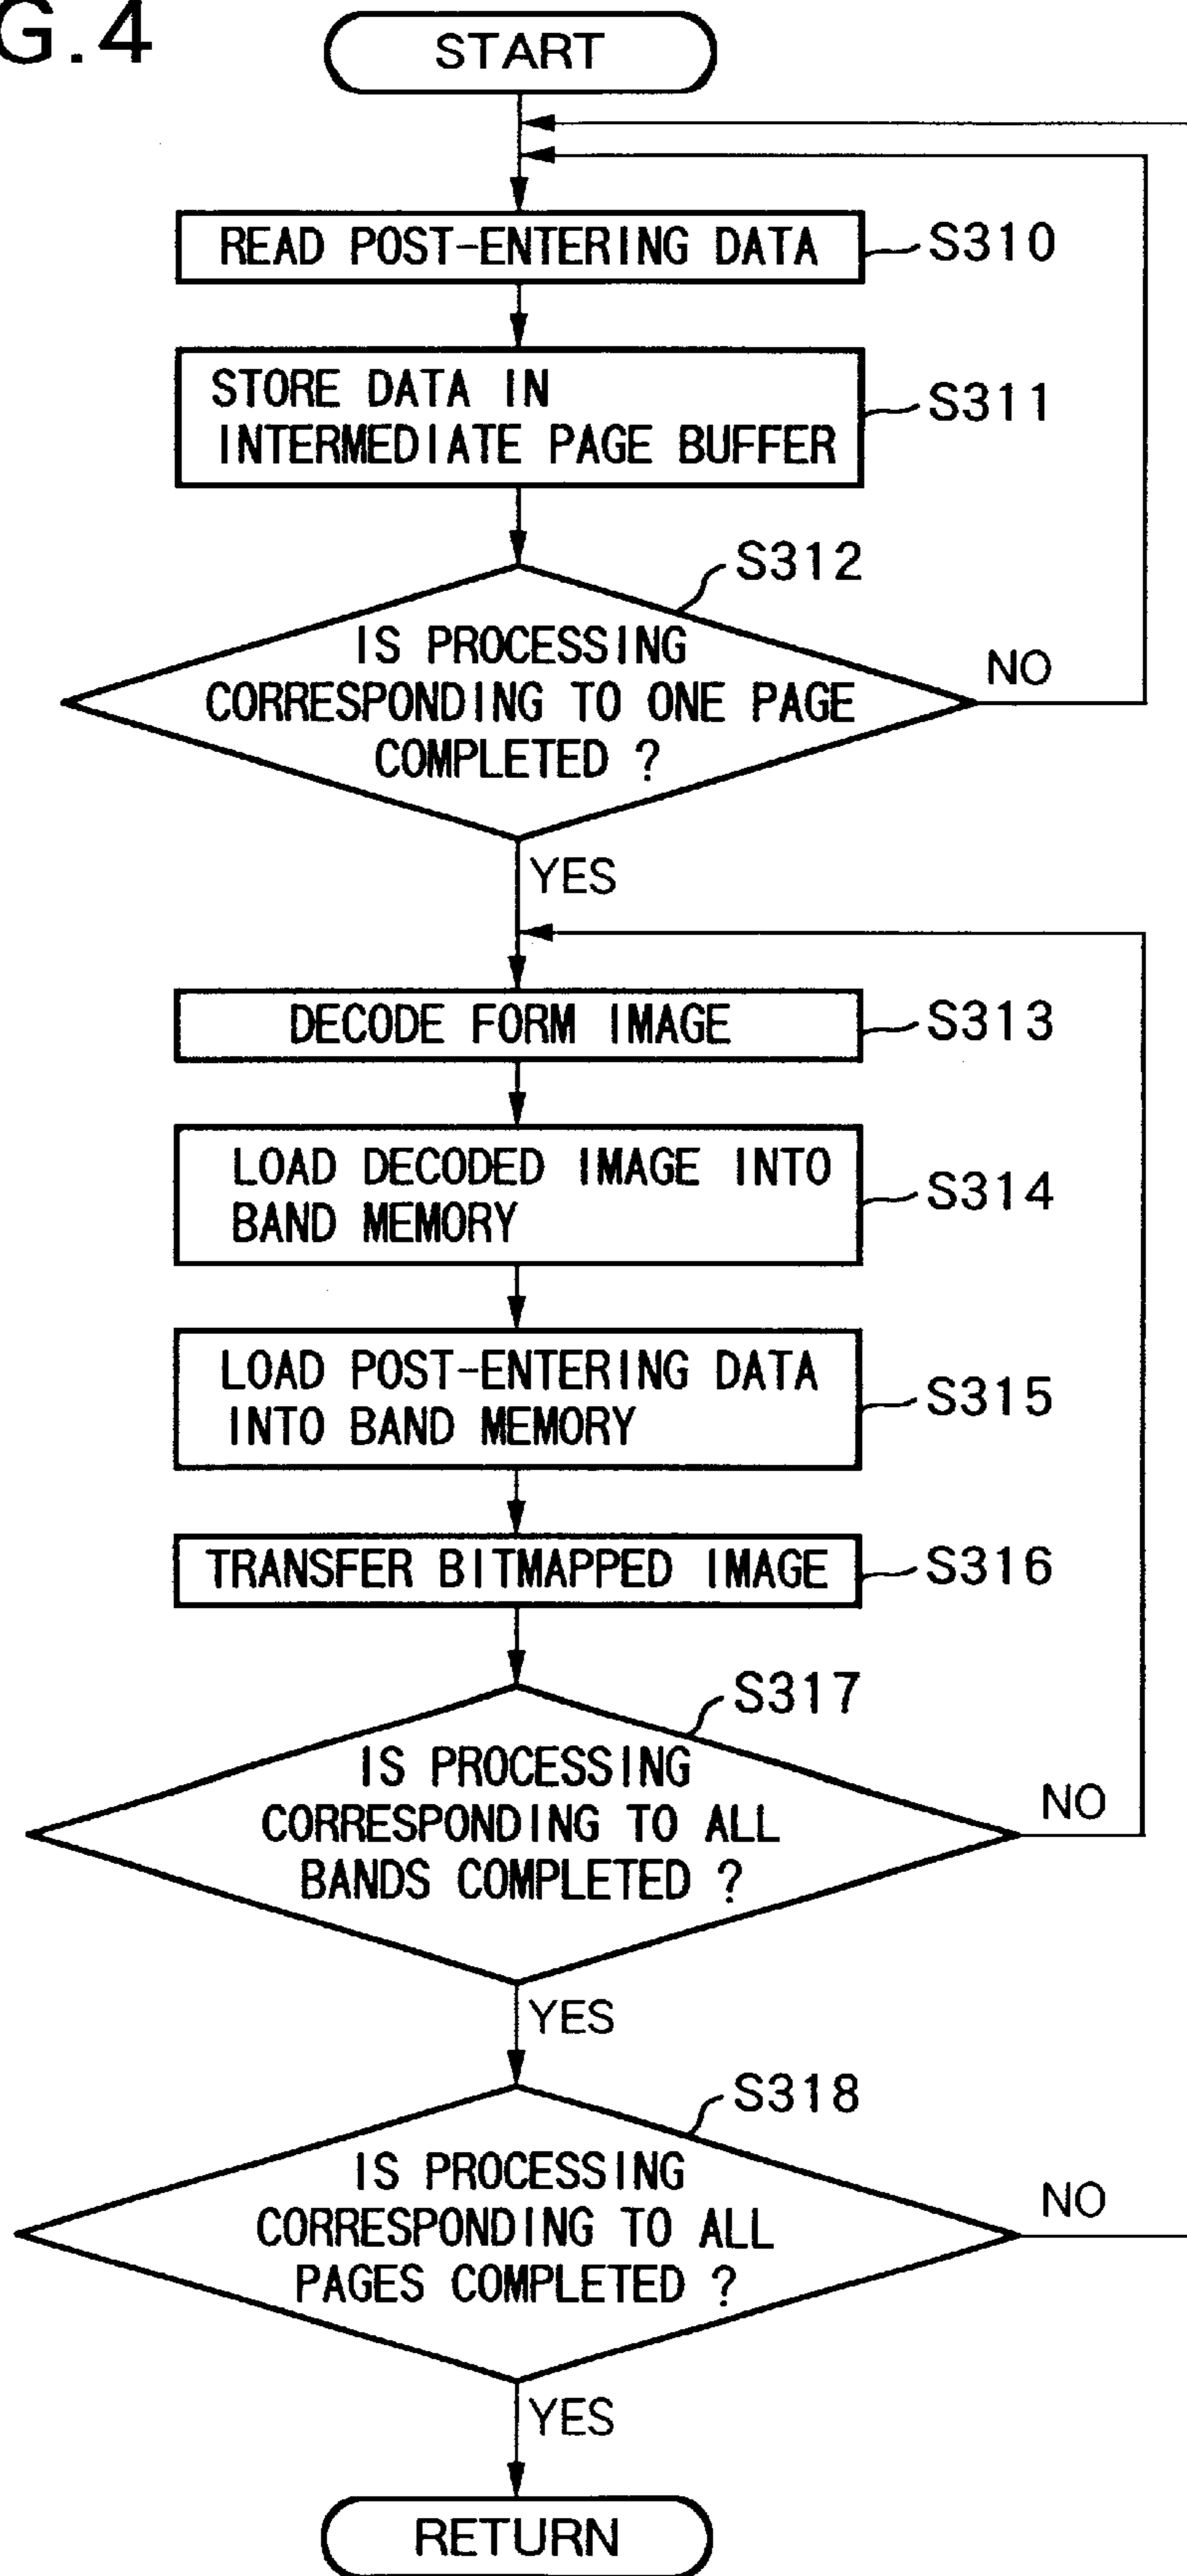 G.4
START
READ POST-ENTERING DATA
S310
STORE DATA IN
INTERMEDIATE PAGE BUFFER
S311
S312
IS PROCESSING
CORRESPONDING TO ONE PAGE
COMPLETED ?
NO
YES
DECODE FORM IMAGE
S313
LOAD DECODED IMAGE INTO
BAND MEMORY
S314
LOAD POST-ENTERING DATA
INTO BAND MEMORY
S315
TRANSFER BITMAPPED IMAGE
S316
S317
IS PROCESSING
CORRESPONDING TO ALL
BANDS COMPLETED ?
NO
YES
S318
IS PROCESSING
CORRESPONDING TO ALL
PAGES COMPLETED ?
NO
YES
RETURN